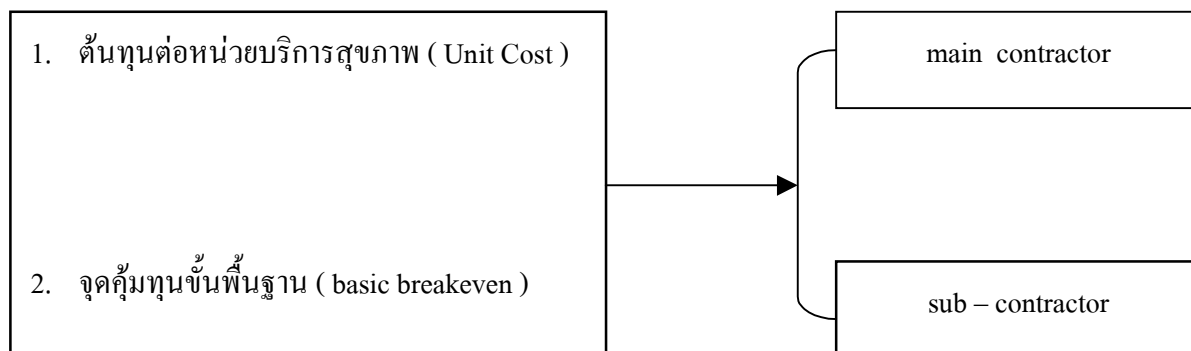 1. ต้นทุนต่อหน่วยบริการสุขภาพ ( Unit Cost )
main contractor
2. จุดคุ้มทุนขั้นพื้นฐาน ( basic breakeven )
sub – contractor